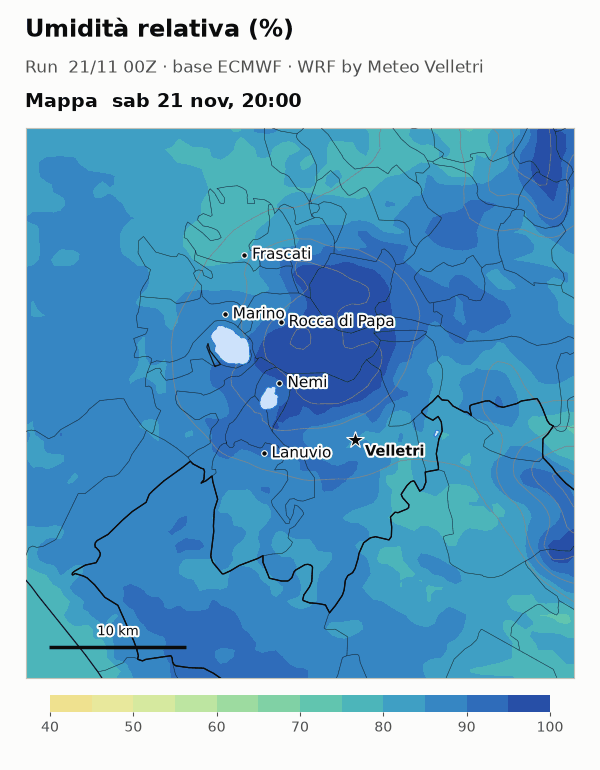 Umidità relativa (%)
Run  21/11 00Z · base ECMWF · WRF by Meteo Velletri
Mappa  sab 21 nov, 20:00
Frascati
Marino
Rocca di Papa
Nemi
Velletri
Lanuvio
10 km
40 50 60 70 80 90 100